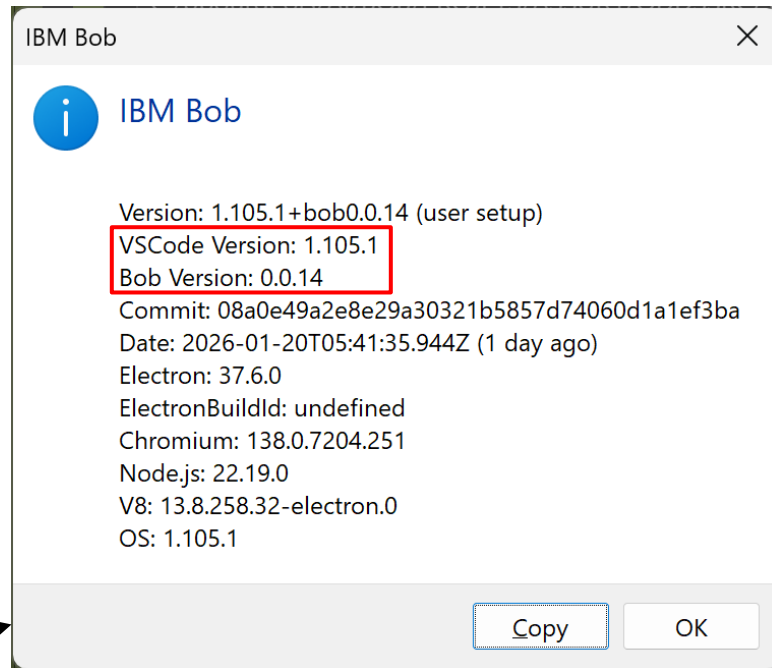 IBM Bob
IBM Bob
Version: 1.105.1+bob0.0.14 (user setup)
VSCode Version: 1.105.1
Bob Version: 0.0.14
Commit: 08a0e49a2e8e29a30321b5857d74060d1a1ef3ba
Date: 2026-01-20T05:41:35.944Z (1 day ago)
Electron: 37.6.0
ElectronBuildId: undefined
Chromium: 138.0.7204.251
Node.js: 22.19.0
V8: 13.8.258.32-electron.0
OS: 1.105.1
Copy OK